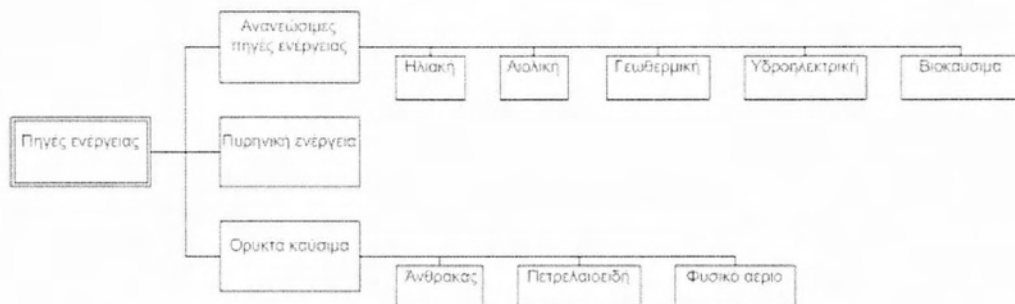 Ανανεώσιμες
πηγές ενέργειας
Ηλιακή
Αιολική
Γεωθερμική
Υδροηλεκτρική
Βιοκαύσιμα
Πηγές ενέργειας
Πυρηνική ενέργεια
Ορυκτά καύσιμα
Άνθρακας
Πετρελαιοειδή
Φυσικό αέριο